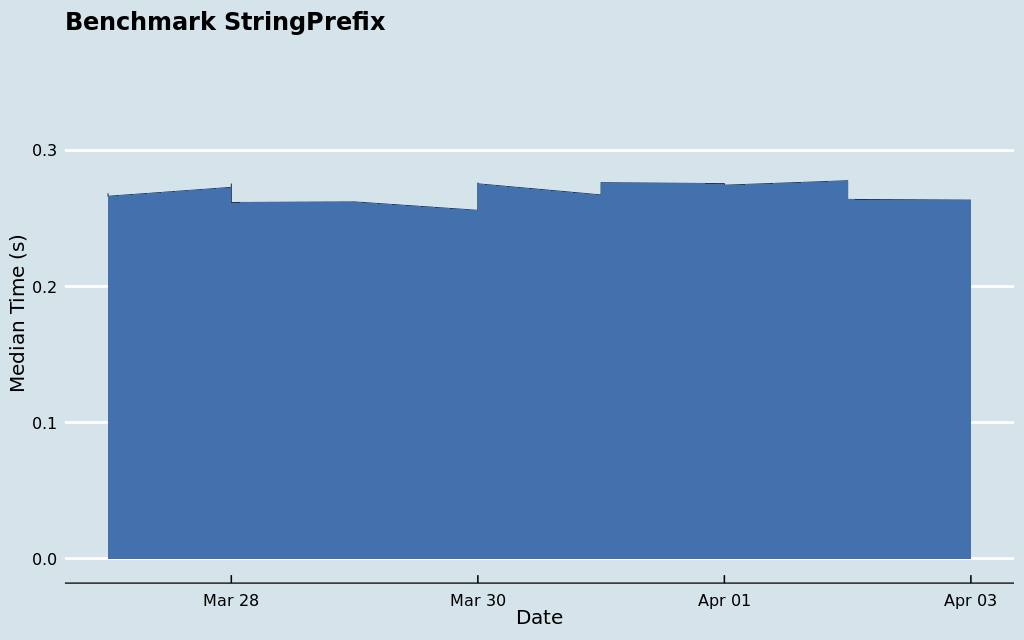 Benchmark StringPrefix
Median Time (s)
0.3
0.2
0.1
0.0
Mar 28
Mar 30
Apr 01
Apr 03
Date